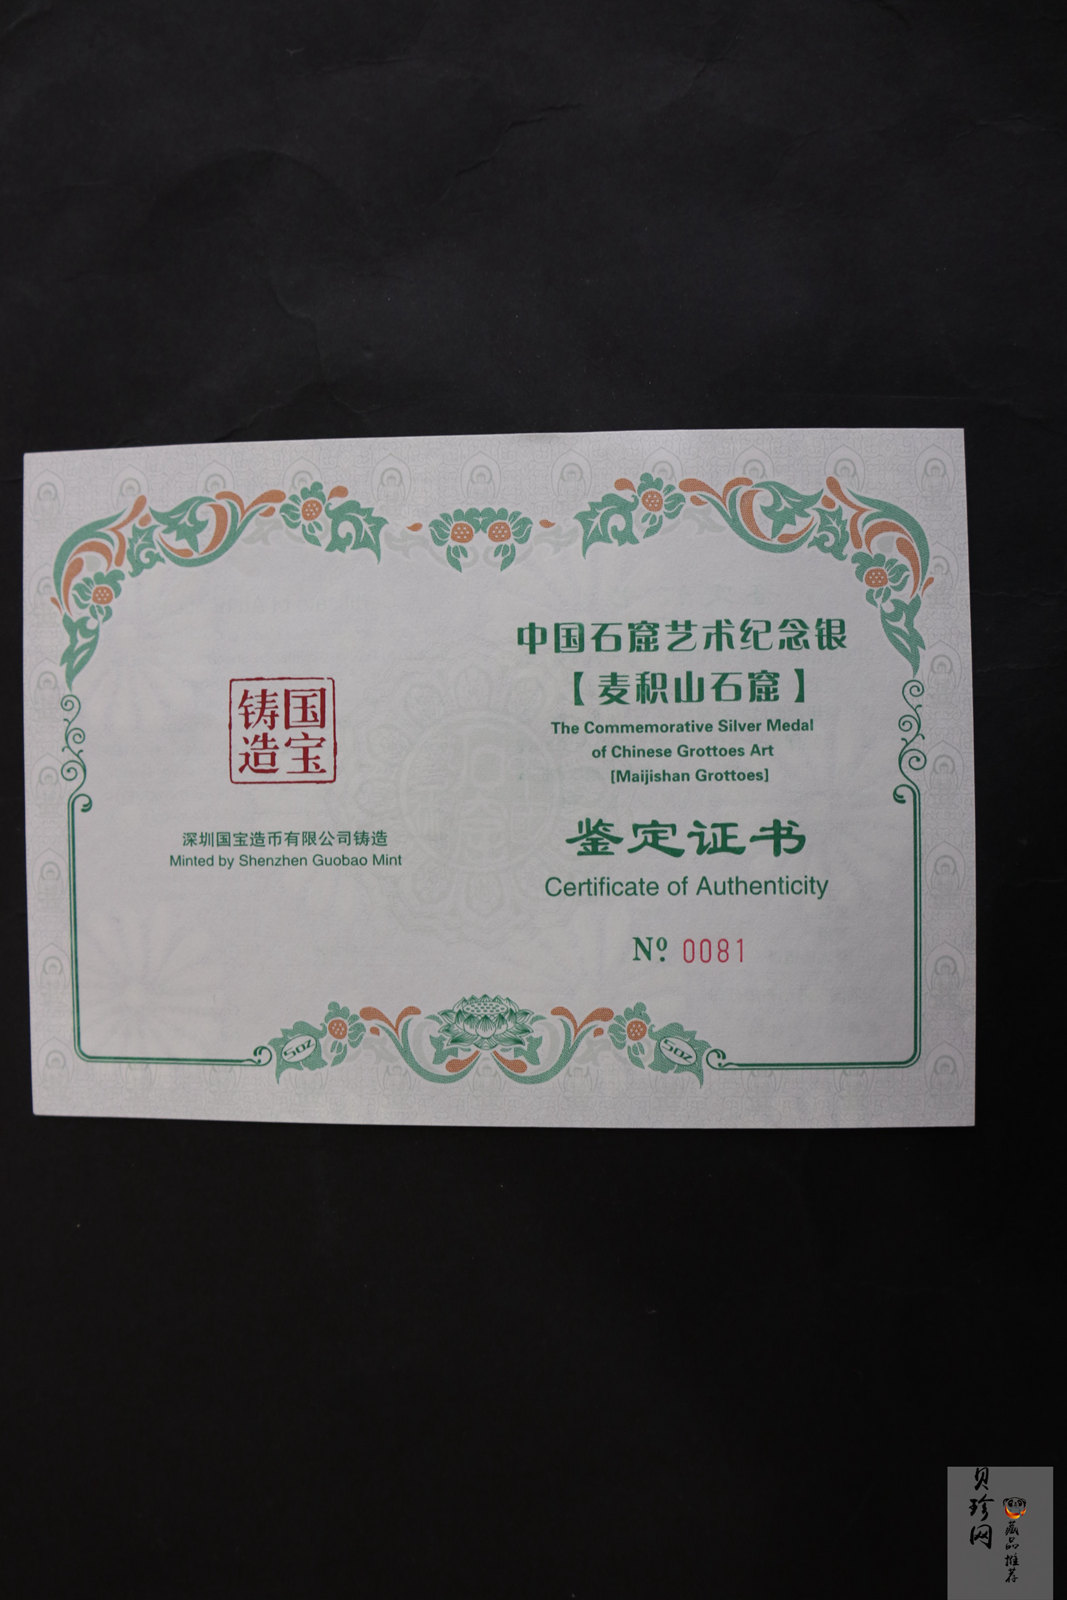 国宝
铸造
深圳国宝造币有限公司铸造
Minted by Shenzhen Guobao Mint
中国石窟艺术纪念银
【麦积山石窟】
The Commemorative Silver Medal
of Chinese Grottoes Art
[Maijishan Grottoes]
鉴定证书
Certificate of Authenticity
Nº. 0081
5OZ
5OZ
贝珍网
藏品推荐